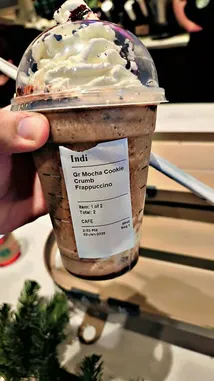 Indi
Gr Mocha Cookie
Crumb
Frappuccino
Item: 1 of 2
Total: 2
CAFE